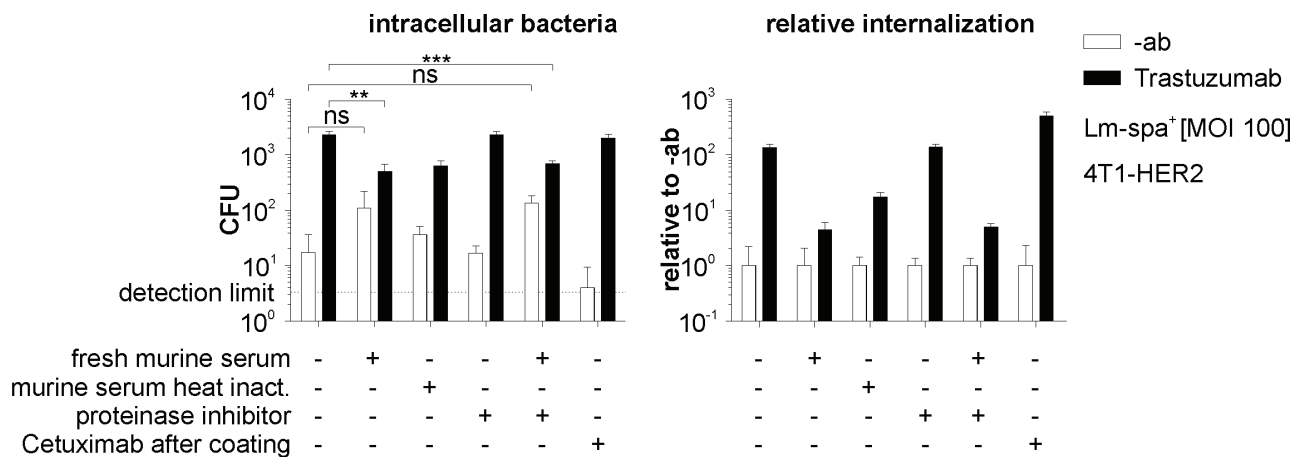 intracellular bacteria
relative internalization
-ab
Trastuzumab
Lm-spa⁺ [MOI 100]
4T1-HER2
***
ns
**
ns
CFU
10⁴
10³
10²
10¹
10⁰
detection limit
relative to -ab
10³
10²
10¹
10⁰
10⁻¹
fresh murine serum - + - - + - - + - - + -
murine serum heat inact. - - + - - - - - + - - -
proteinase inhibitor - - - + + - - - - + + -
Cetuximab after coating - - - - - + - - - - - +